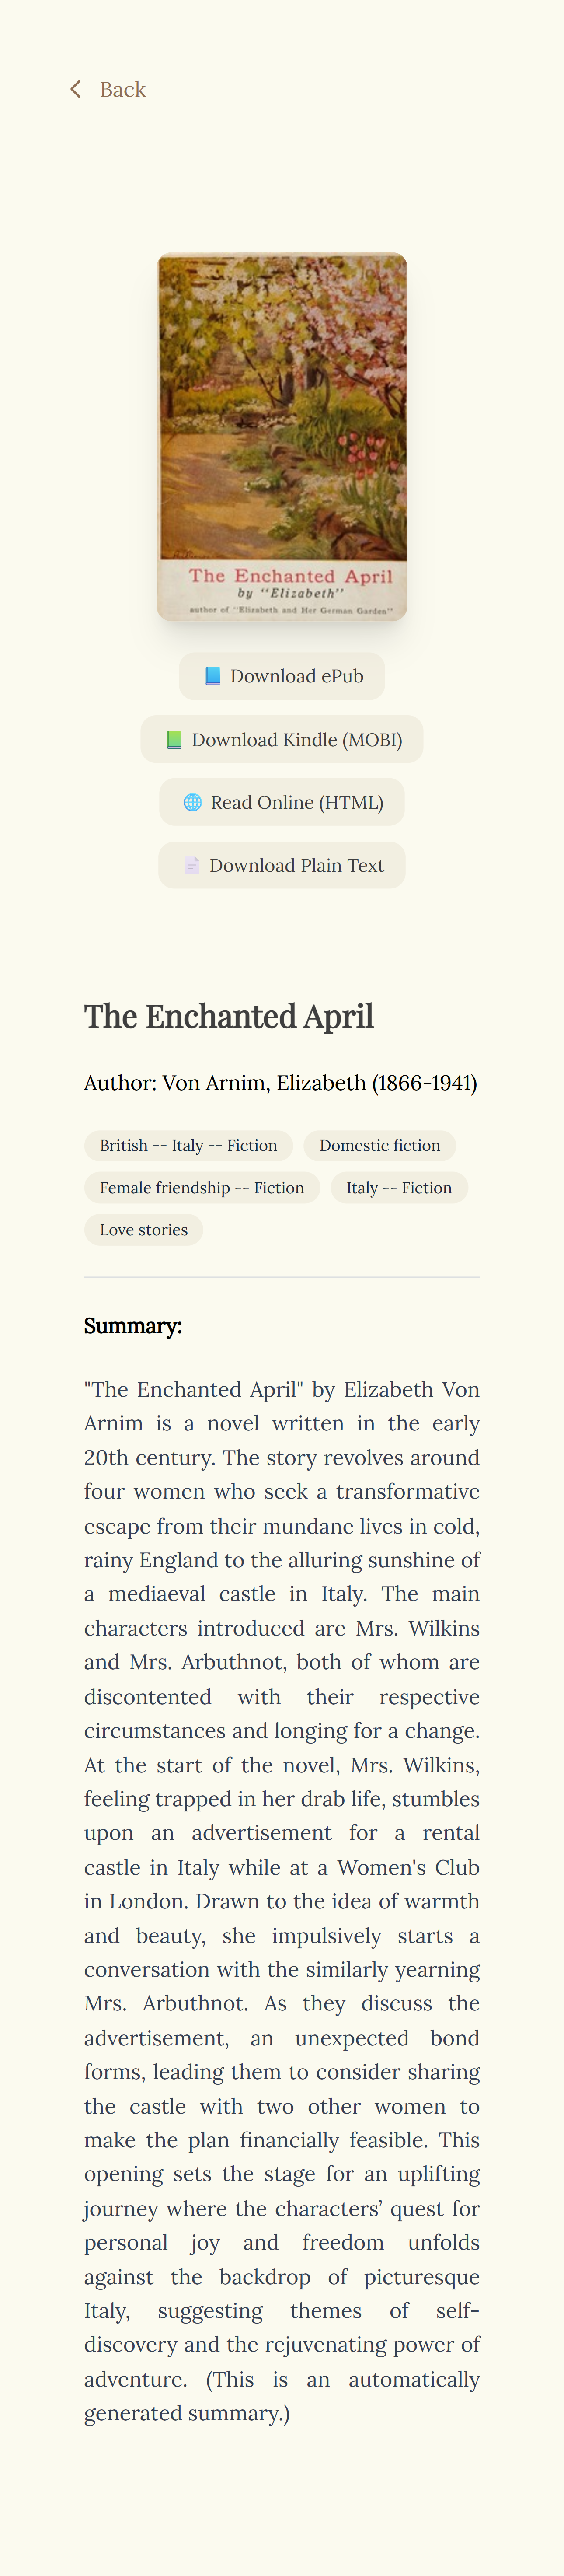 Back
The Enchanted April
by "Elizabeth"
author of "Elizabeth and Her German Garden"
Download ePub
Download Kindle (MOBI)
Read Online (HTML)
Download Plain Text
The Enchanted April
Author: Von Arnim, Elizabeth (1866-1941)
British -- Italy -- Fiction
Domestic fiction
Female friendship -- Fiction
Italy -- Fiction
Love stories
Summary:
"The Enchanted April" by Elizabeth Von
Arnim is a novel written in the early
20th century. The story revolves around
four women who seek a transformative
escape from their mundane lives in cold,
rainy England to the alluring sunshine of
a mediaeval castle in Italy. The main
characters introduced are Mrs. Wilkins
and Mrs. Arbuthnot, both of whom are
discontented with their respective
circumstances and longing for a change.
At the start of the novel, Mrs. Wilkins,
feeling trapped in her drab life, stumbles
upon an advertisement for a rental
castle in Italy while at a Women's Club
in London. Drawn to the idea of warmth
and beauty, she impulsively starts a
conversation with the similarly yearning
Mrs. Arbuthnot. As they discuss the
advertisement, an unexpected bond
forms, leading them to consider sharing
the castle with two other women to
make the plan financially feasible. This
opening sets the stage for an uplifting
journey where the characters’ quest for
personal joy and freedom unfolds
against the backdrop of picturesque
Italy, suggesting themes of self-
discovery and the rejuvenating power of
adventure. (This is an automatically
generated summary.)